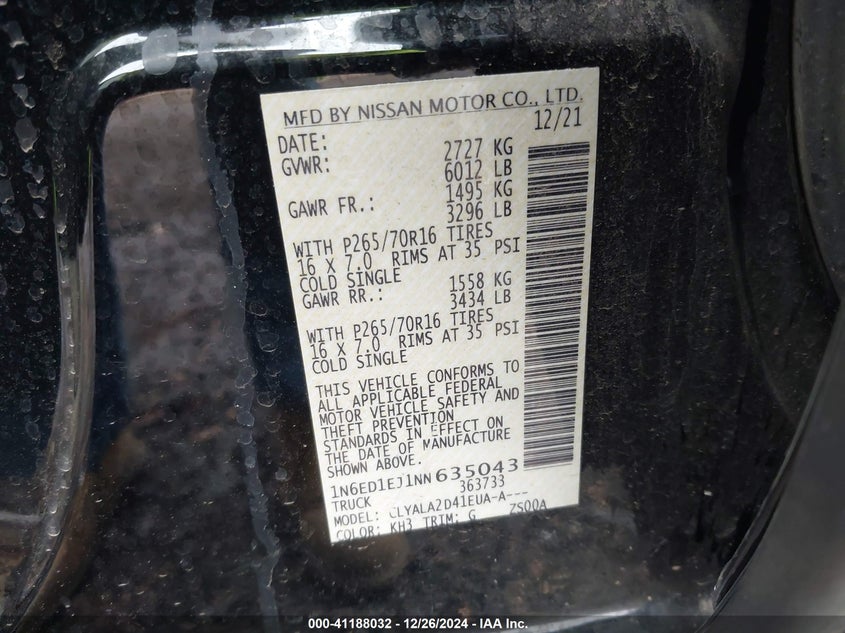 MFD BY NISSAN MOTOR CO., LTD.
DATE: 12/21
GVWR: 2727 KG
6012 LB
GAWR FR.: 1495 KG
3296 LB
WITH P265/70R16 TIRES
16 X 7.0 RIMS AT 35 PSI
COLD SINGLE
GAWR RR.: 1558 KG
3434 LB
WITH P265/70R16 TIRES
16 X 7.0 RIMS AT 35 PSI
COLD SINGLE
THIS VEHICLE CONFORMS TO
ALL APPLICABLE FEDERAL
MOTOR VEHICLE SAFETY AND
THEFT PREVENTION
STANDARDS IN EFFECT ON
THE DATE OF MANUFACTURE
SHOWN ABOVE.
1N6ED1EJ1NN635043
TRUCK 363733
MODEL: CLYALA2D41EUA-A---
COLOR: KH3 TRIM: G ZS00A
000-41188032 - 12/26/2024 - IAA Inc.